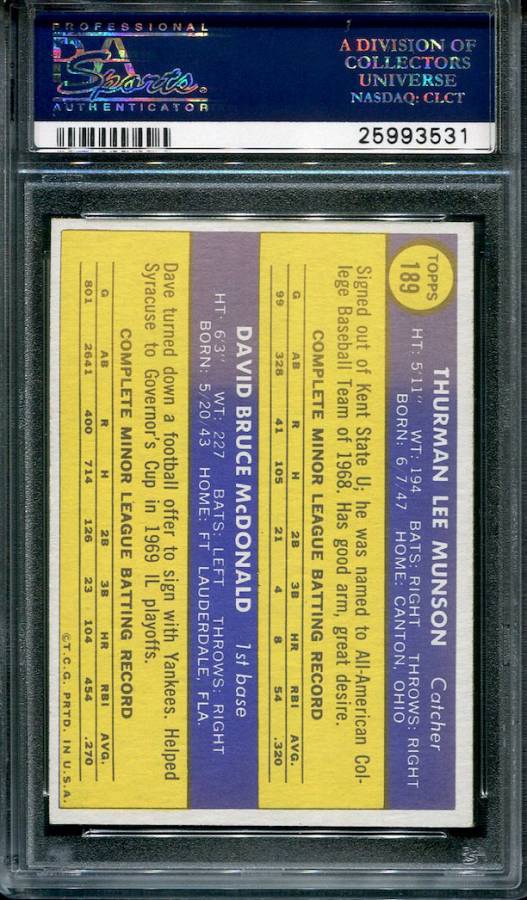 PROFESSIONAL
PSA
Sports
AUTHENTICATOR
A DIVISION OF
COLLECTORS
UNIVERSE
NASDAQ: CLCT
25993531
TOPPS
189
THURMAN LEE MUNSON Catcher
HT: 5'11" WT: 194 BATS: RIGHT THROWS: RIGHT
BORN: 6 7 47 HOME: CANTON, OHIO
Signed out of Kent State U; he was named to All-American Col-
lege Baseball Team of 1968. Has good arm, great desire.
COMPLETE MINOR LEAGUE BATTING RECORD
G AB R H 2B 3B HR RBI AVG.
99 328 41 105 21 4 8 54 .320
DAVID BRUCE McDONALD 1st base
HT: 6'3" WT: 227 BATS: LEFT THROWS: RIGHT
BORN: 5/20/43 HOME: FT LAUDERDALE, FLA.
Dave turned down a football offer to sign with Yankees. Helped
Syracuse to Governor's Cup in 1969 IL playoffs.
COMPLETE MINOR LEAGUE BATTING RECORD
G AB R H 2B 3B HR RBI AVG.
801 2641 400 714 126 23 104 454 .270
©T.C.G. PRTD. IN U.S.A.